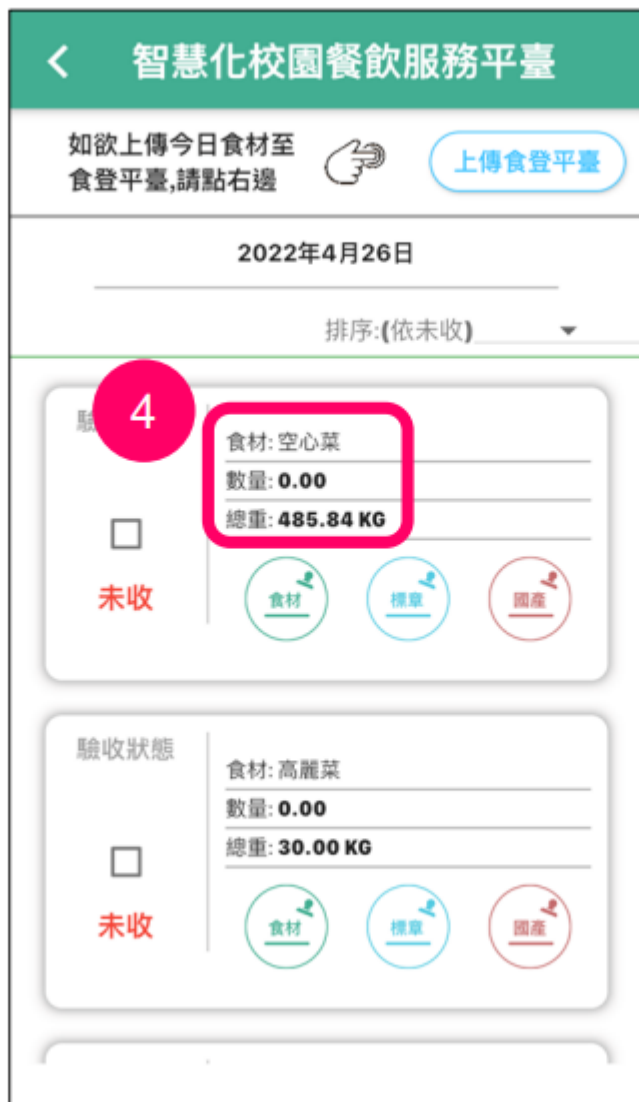 智慧化校園餐飲服務平臺
如欲上傳今日食材至
食登平臺,請點右邊
上傳食登平臺
2022年4月26日
排序:(依未收)
驗
4
食材: 空心菜
數量: 0.00
總重: 485.84 KG
未收
食材
標章
國產
驗收狀態
食材: 高麗菜
數量: 0.00
總重: 30.00 KG
未收
食材
標章
國產